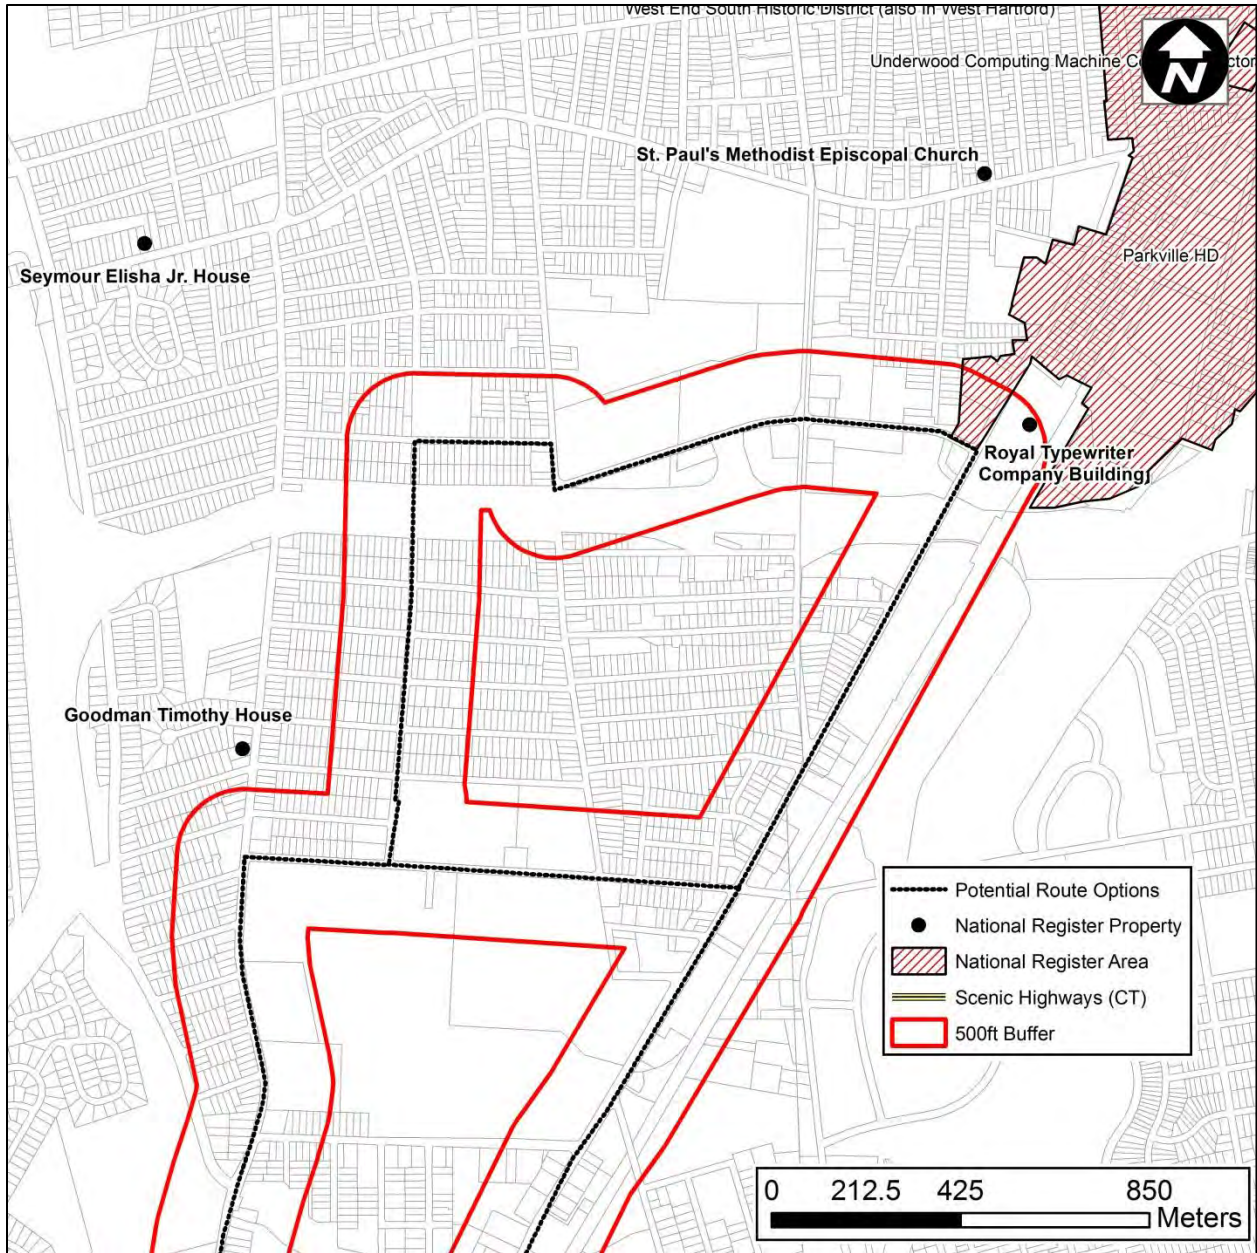 West End South Historic District (also in West Hartford)
Underwood Computing Machine
N
St. Paul's Methodist Episcopal Church
Seymour Elisha Jr. House
Parkville HD
Royal Typewriter
Company Building
Goodman Timothy House
Potential Route Options
National Register Property
National Register Area
Scenic Highways (CT)
500ft Buffer
0 212.5 425 850
Meters